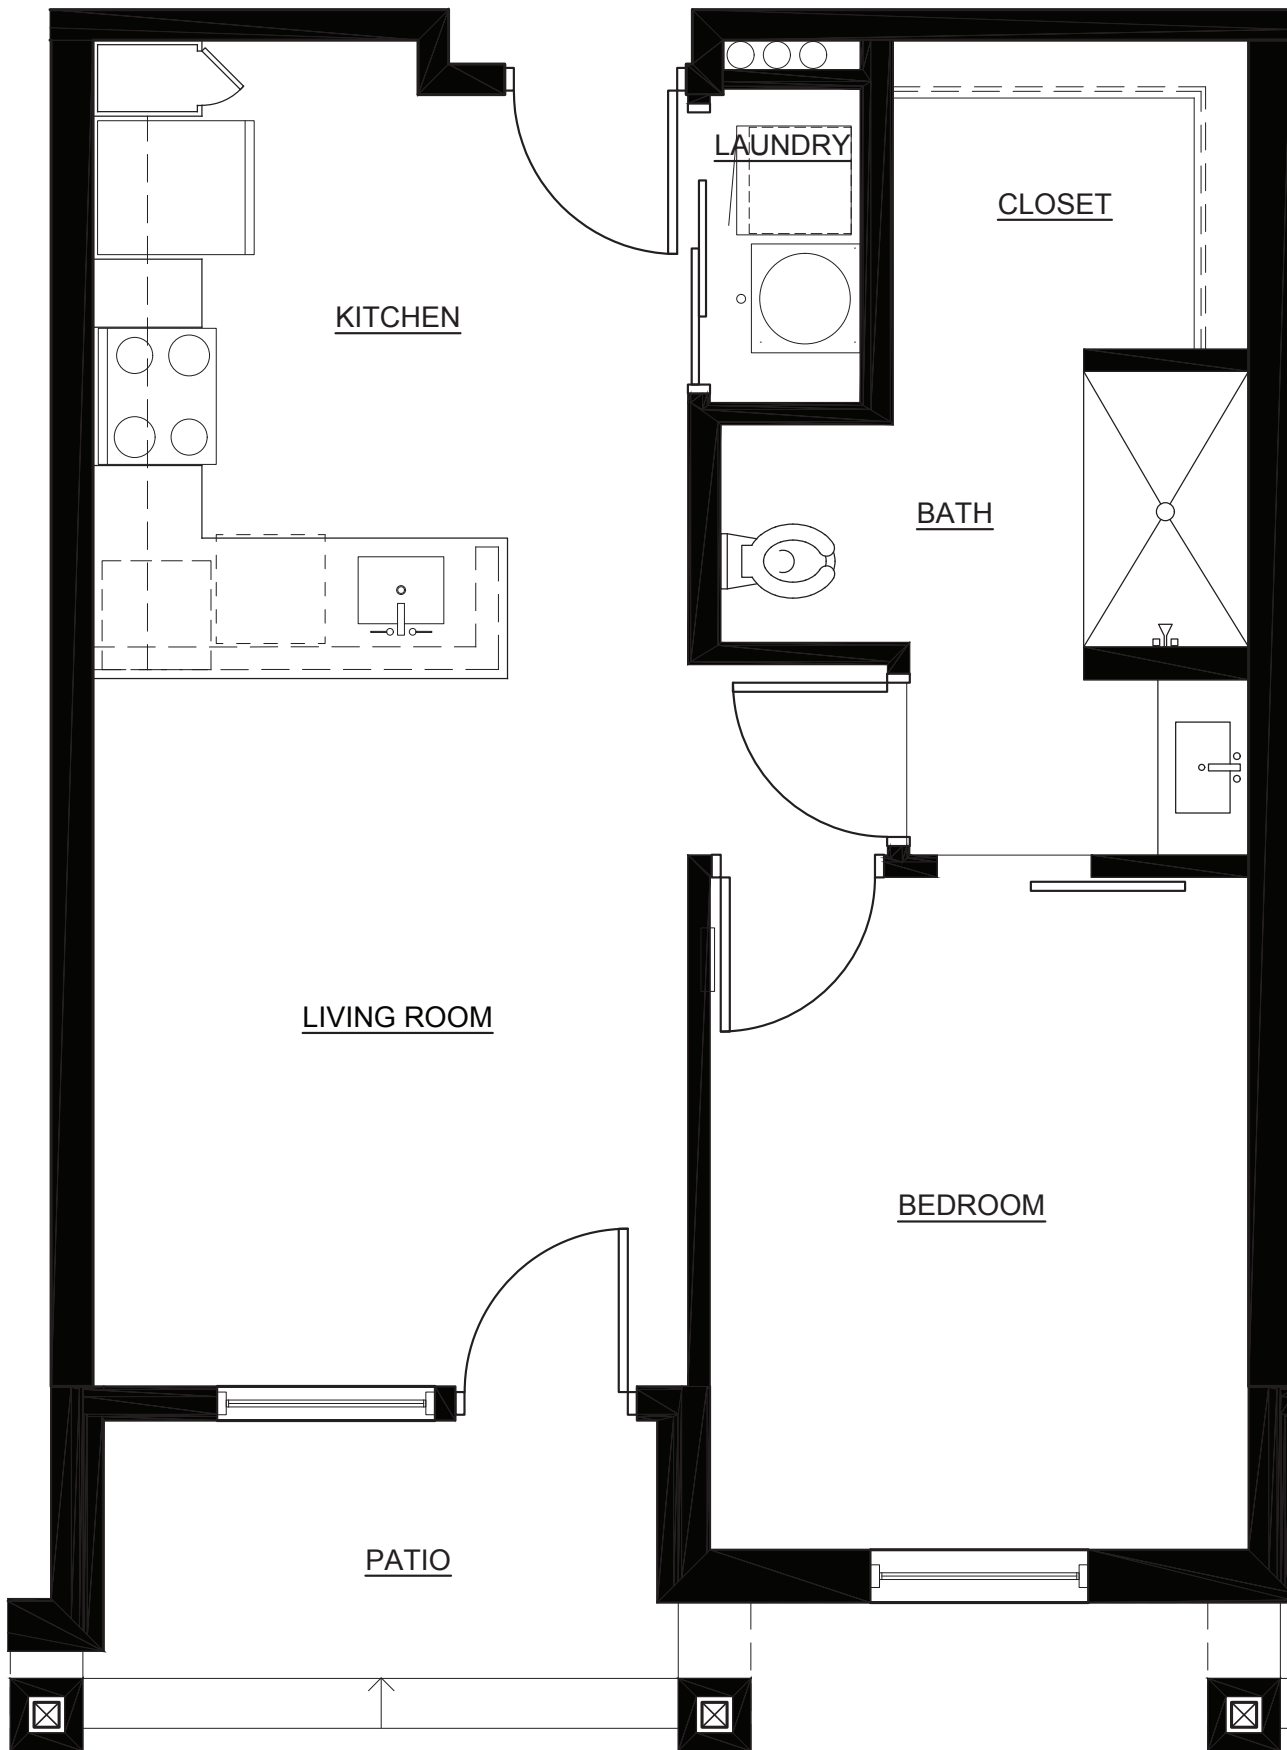 LAUNDRY
CLOSET
KITCHEN
BATH
LIVING ROOM
BEDROOM
PATIO